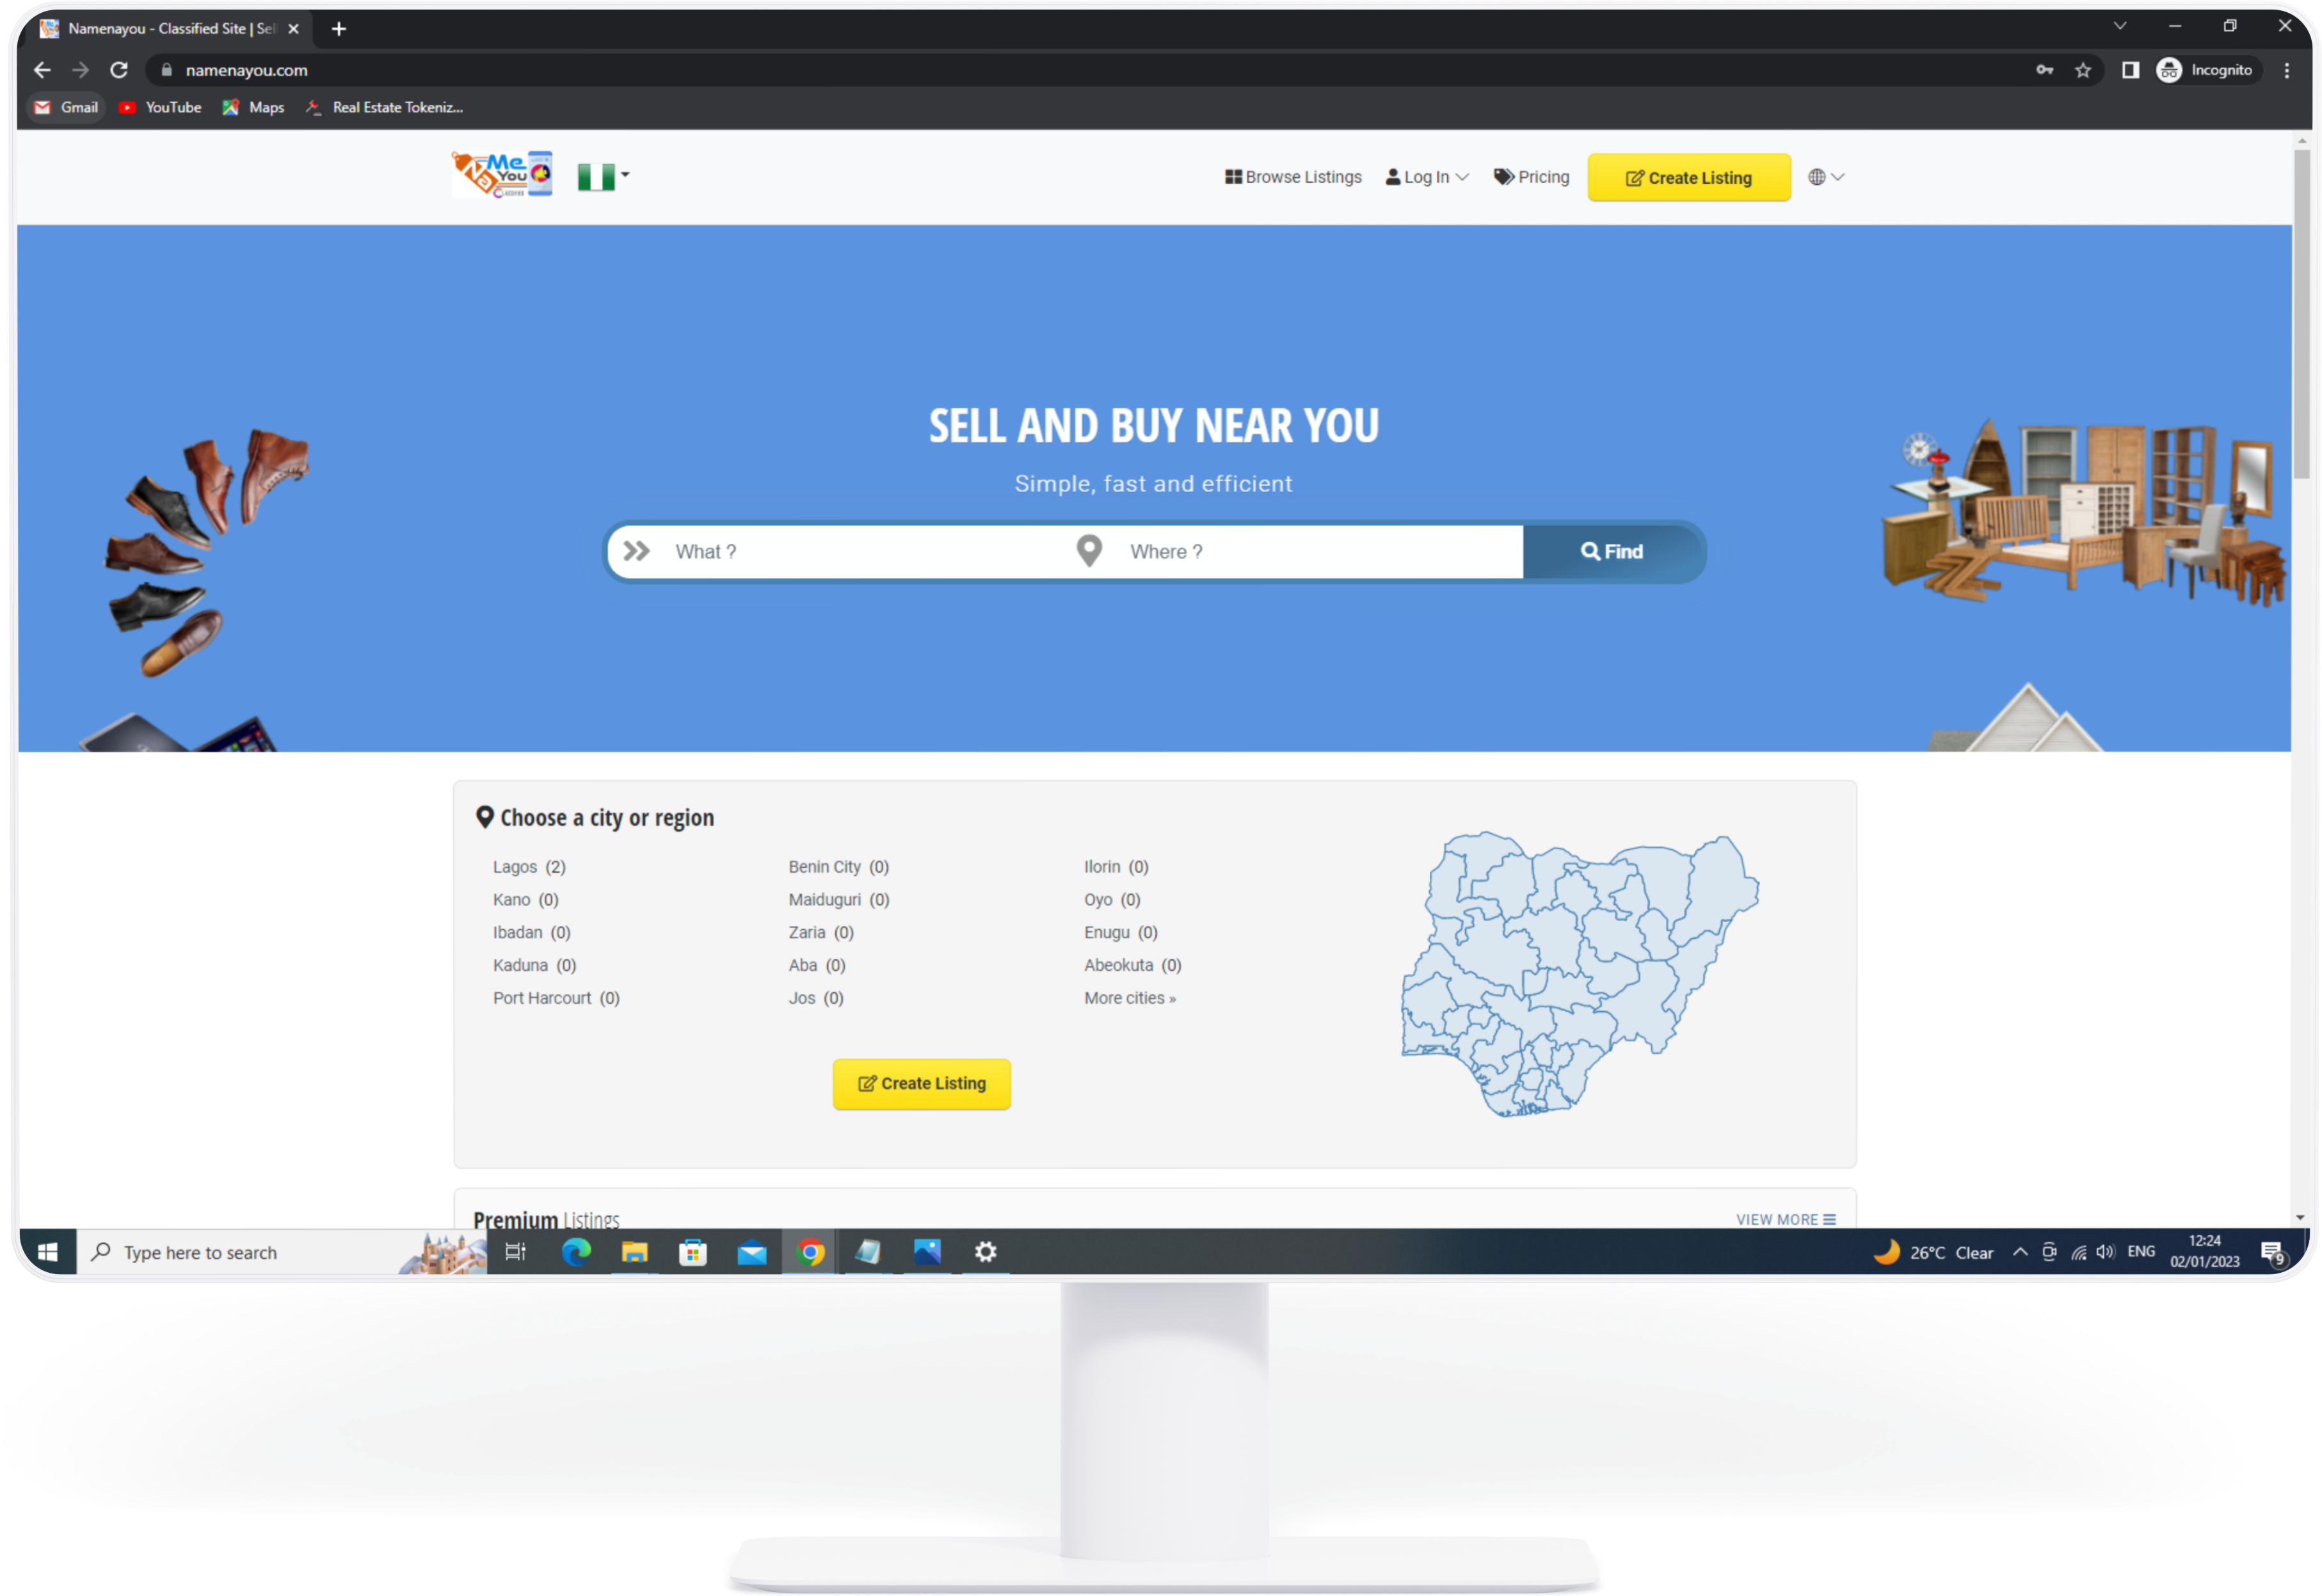 Namenayou - Classified Site | Sel
namenayou.com
Incognito
Gmail YouTube Maps Real Estate Tokeniz...
Me
You
Browse Listings Log In Pricing Create Listing
SELL AND BUY NEAR YOU
Simple, fast and efficient
What ? Where ? Find
Choose a city or region
Lagos (2) Benin City (0) Ilorin (0)
Kano (0) Maiduguri (0) Oyo (0)
Ibadan (0) Zaria (0) Enugu (0)
Kaduna (0) Aba (0) Abeokuta (0)
Port Harcourt (0) Jos (0) More cities »
Create Listing
Premium Listings VIEW MORE
Type here to search
26°C Clear ENG 12:24
02/01/2023
9